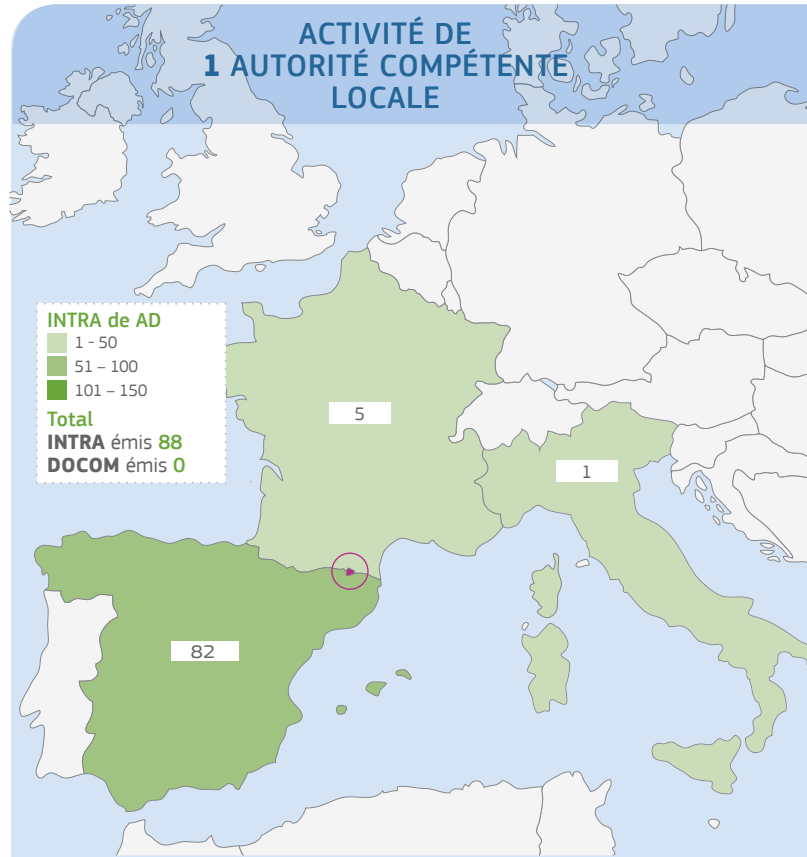 ACTIVITÉ DE
1 AUTORITÉ COMPÉTENTE
LOCALE
INTRA de AD
1 - 50
51 – 100
101 – 150
Total
INTRA émis 88
DOCOM émis 0
5
1
82